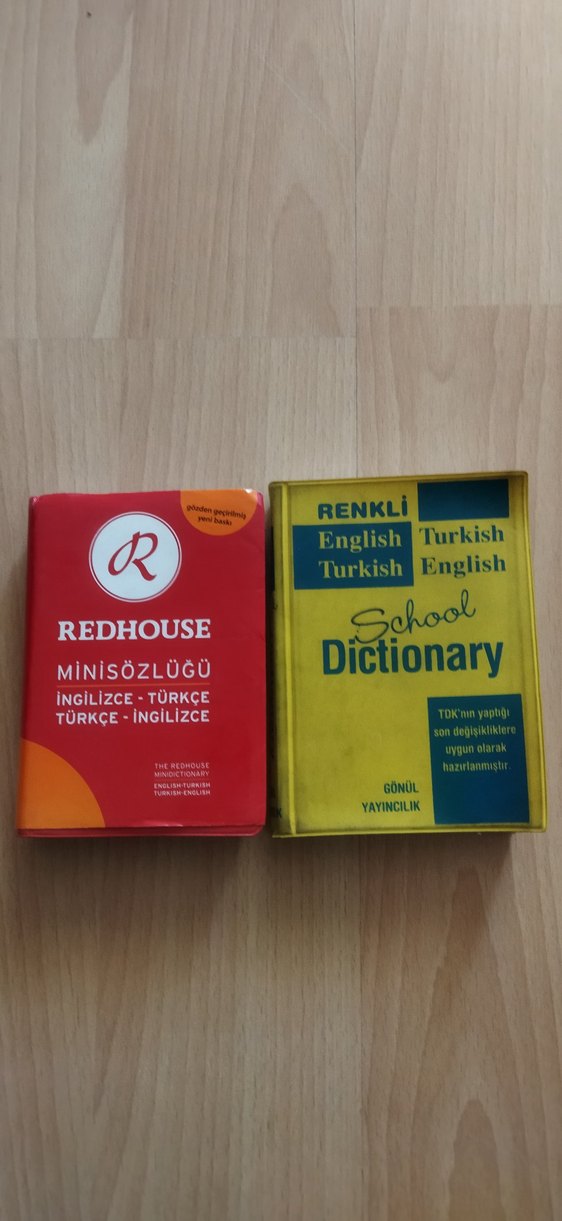 gözden geçirilmiş
yeni baskı
R
REDHOUSE
MİNİSÖZLÜĞÜ
İNGİLİZCE - TÜRKÇE
TÜRKÇE - İNGİLİZCE
THE REDHOUSE
MINIDICTIONARY
ENGLISH-TURKISH
TURKISH-ENGLISH
RENKLİ
English Turkish
Turkish English
School
Dictionary
TDK'nın yaptığı
son değişikliklere
uygun olarak
hazırlanmıştır.
GÖNÜL
YAYINCILIK